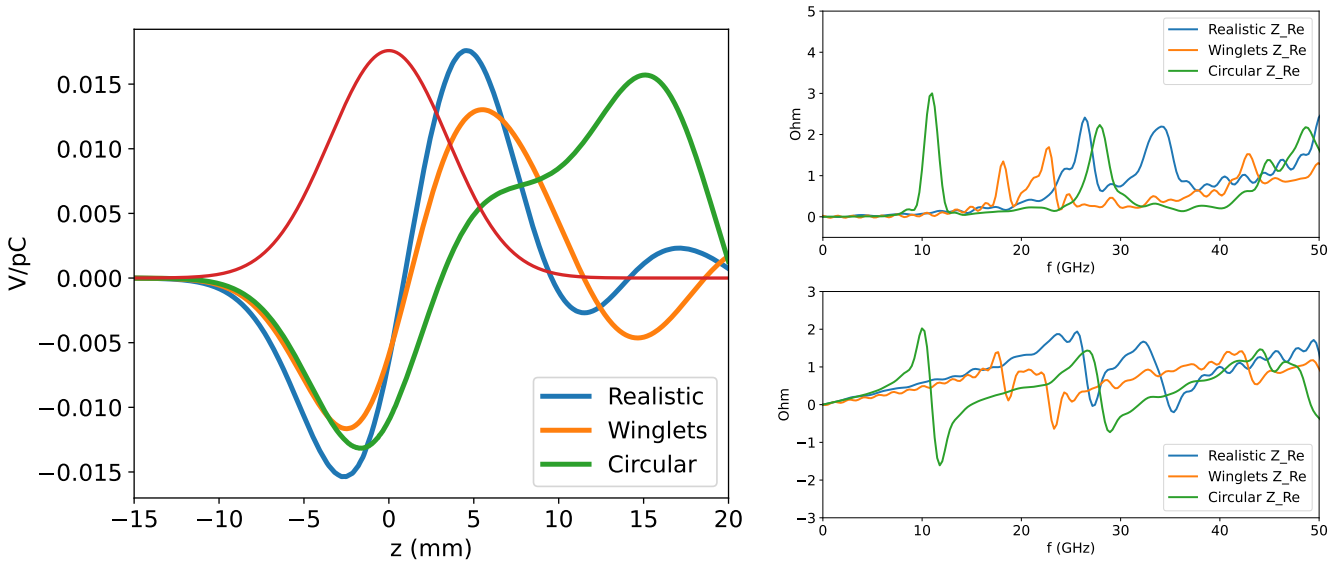 V/pC
0.015
0.010
0.005
0.000
−0.005
−0.010
−0.015
−15
−10
−5
0
5
10
15
20
z (mm)
Realistic
Winglets
Circular
5
4
3
2
1
0
Ohm
0
10
20
30
40
50
f (GHz)
Realistic Z_Re
Winglets Z_Re
Circular Z_Re
3
2
1
0
−1
−2
−3
Ohm
0
10
20
30
40
50
f (GHz)
Realistic Z_Re
Winglets Z_Re
Circular Z_Re